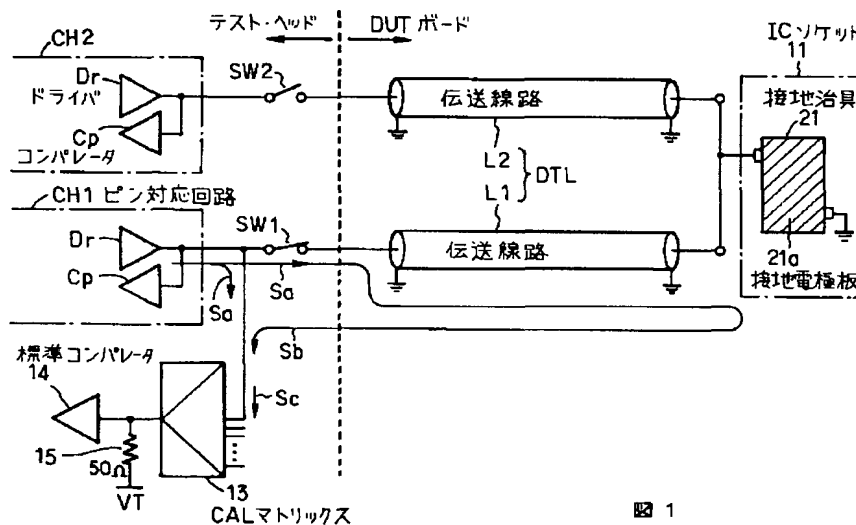 テスト・ヘッド
DUT ボード
CH2
Dr
ドライバ
Cp
コンパレータ
SW2
伝送線路
ICソケット
11
接地治具
21
L2
L1
DTL
CH1 ピン対応回路
Dr
Cp
SW1
伝送線路
21a
接地電極板
Sa
Sa
Sb
標準コンパレータ
14
Sc
15
50Ω
VT
13
CALマトリックス
図 1